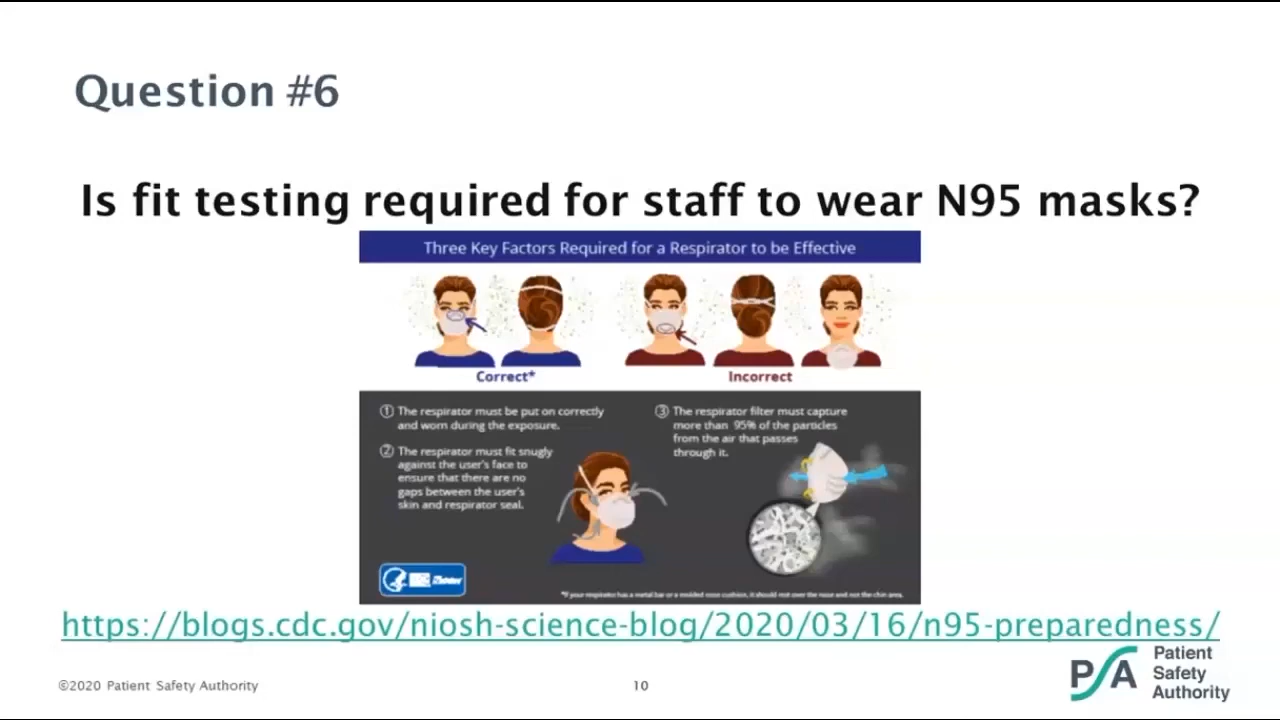 Question #6
Is fit testing required for staff to wear N95 masks?
Three Key Factors Required for a Respirator to be Effective
Correct*
Incorrect
① The respirator must be put on correctly
and worn during the exposure.
② The respirator must fit snugly
against the user's face to
ensure that there are no
gaps between the user's
skin and respirator seal.
③ The respirator filter must capture
more than 95% of the particles
from the air that passes
through it.
*If your respirator has a metal bar or a molded nose cushion, it should rest over the nose and not the chin area.
https://blogs.cdc.gov/niosh-science-blog/2020/03/16/n95-preparedness/
©2020 Patient Safety Authority
10
PSA
Patient
Safety
Authority